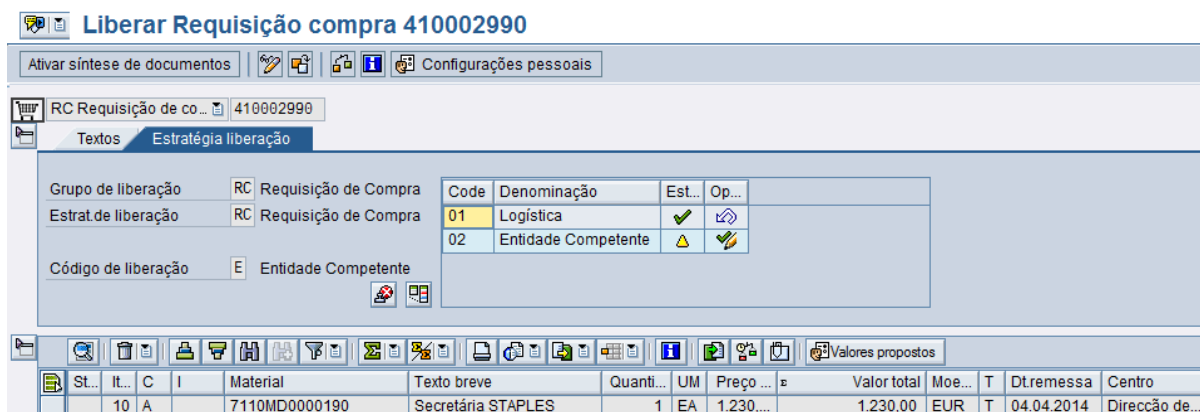 Liberar Requisição compra 410002990
Ativar síntese de documentos Configurações pessoais
RC Requisição de co... 410002990
Textos Estratégia liberação
Grupo de liberação RC Requisição de Compra Code Denominação Est... Op...
Estrat.de liberação RC Requisição de Compra 01 Logística
02 Entidade Competente
Código de liberação E Entidade Competente
Valores propostos
St... It... C I Material Texto breve Quanti... UM Preço ... Σ Valor total Moe... T Dt.remessa Centro
10 A 7110MD0000190 Secretária STAPLES 1 EA 1.230,... 1.230,00 EUR T 04.04.2014 Direcção de...